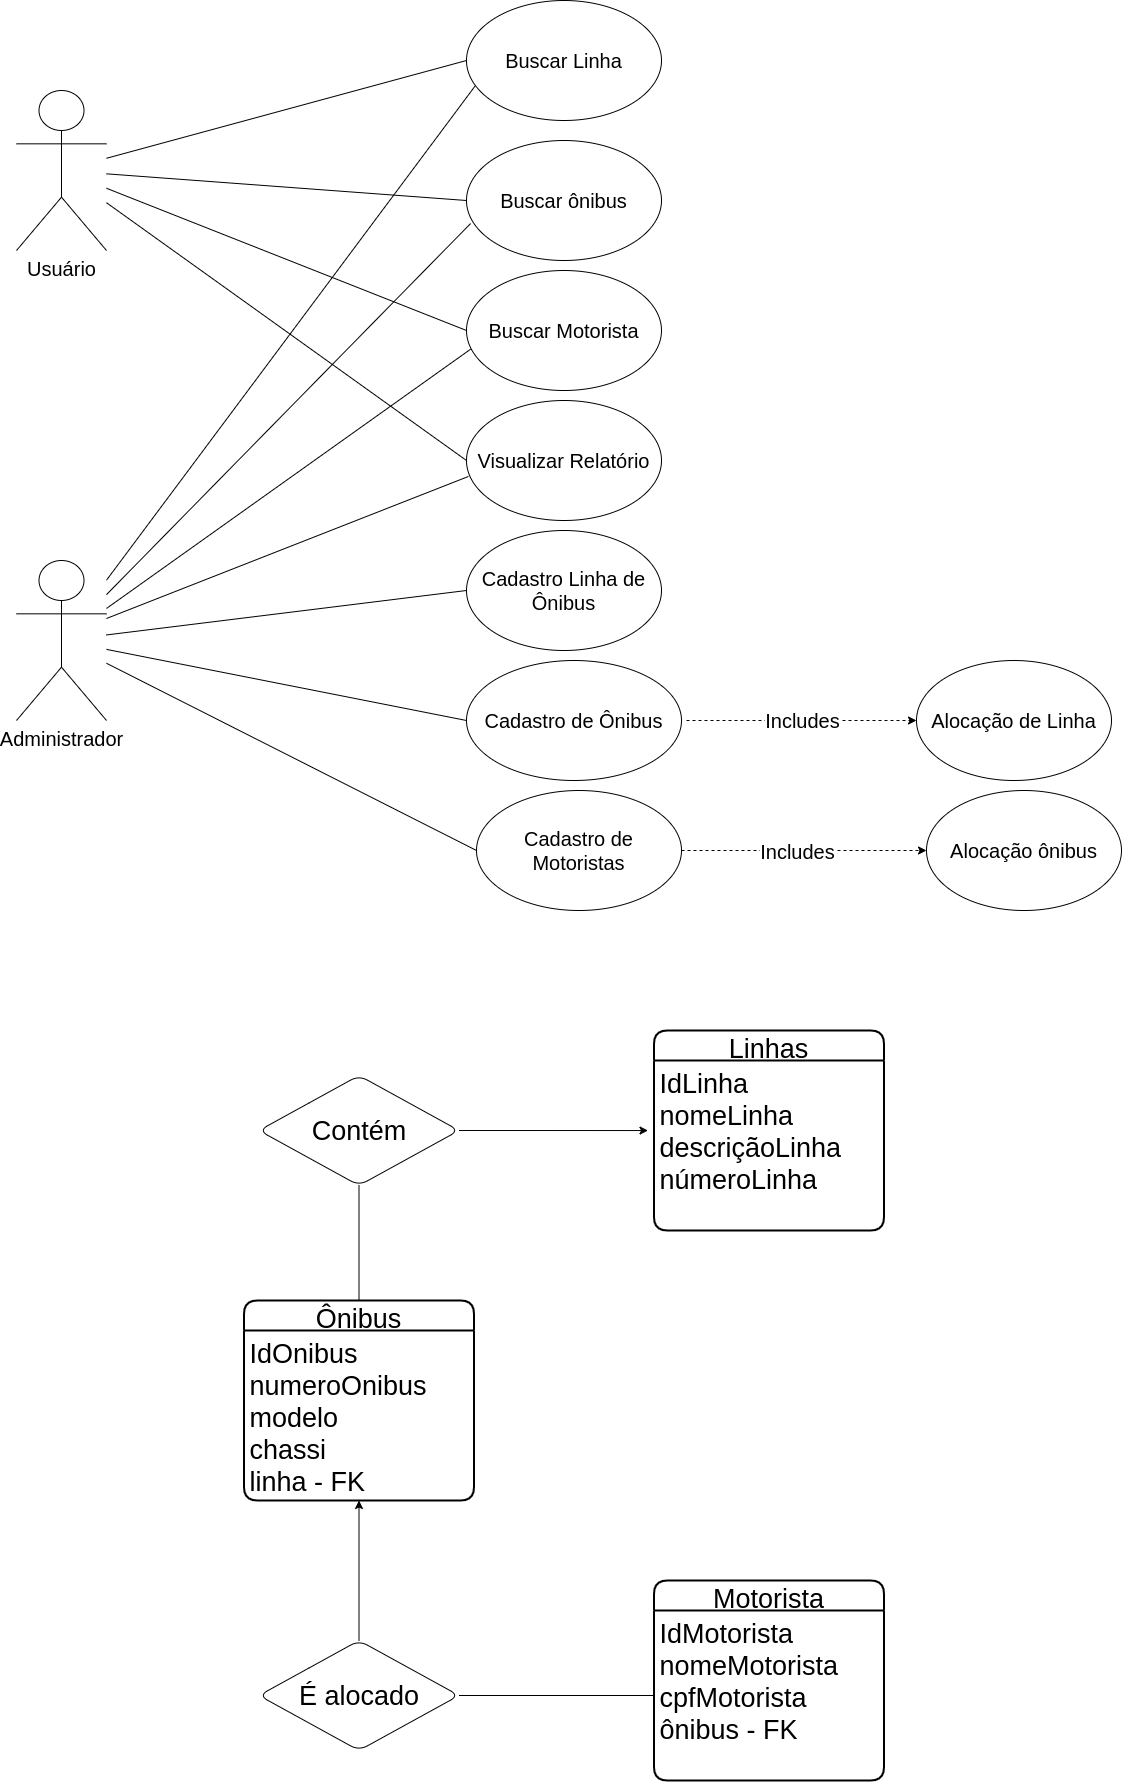 Buscar Linha
Usuário
Buscar ônibus
Buscar Motorista
Visualizar Relatório
Cadastro Linha de
Ônibus
Administrador
Cadastro de Ônibus
Includes
Alocação de Linha
Cadastro de
Motoristas
Includes
Alocação ônibus
Contém
Linhas
IdLinha
nomeLinha
descriçãoLinha
númeroLinha
Ônibus
IdOnibus
numeroOnibus
modelo
chassi
linha - FK
É alocado
Motorista
IdMotorista
nomeMotorista
cpfMotorista
ônibus - FK